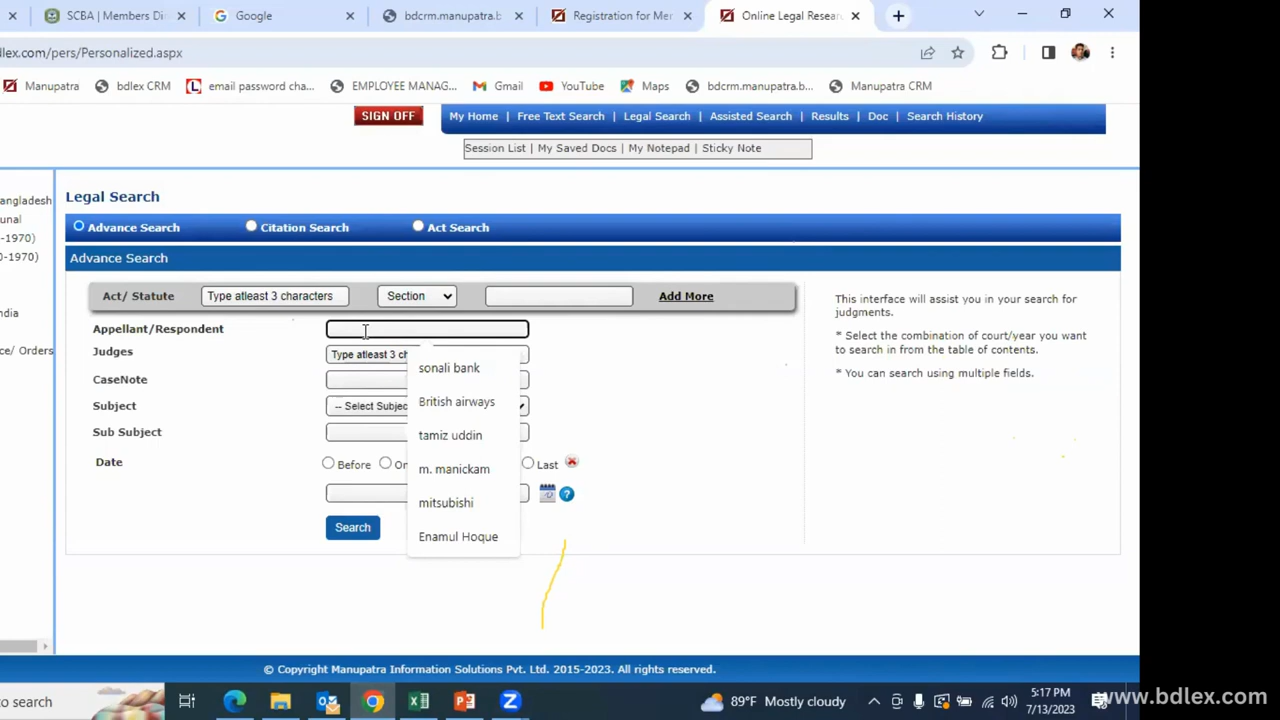 SCBA | Members Di
Google
bdcrm.manupatra.b
Registration for Mer
Online Legal Resear
dlex.com/pers/Personalized.aspx
Manupatra
bdlex CRM
email password cha...
EMPLOYEE MANAG...
Gmail
YouTube
Maps
bdcrm.manupatra.b...
Manupatra CRM
SIGN OFF
My Home | Free Text Search | Legal Search | Assisted Search | Results | Doc | Search History
Session List | My Saved Docs | My Notepad | Sticky Note
angladesh
unal
0-1970)
0-1970)
ndia
ce/ Orders
Legal Search
Advance Search
Citation Search
Act Search
Advance Search
Act/ Statute
Type atleast 3 characters
Section
Add More
Appellant/Respondent
Judges
Type atleast 3 ch
CaseNote
Subject
-- Select Subjec
Sub Subject
Date
Before
On
Last
Search
sonali bank
British airways
tamiz uddin
m. manickam
mitsubishi
Enamul Hoque
This interface will assist you in your search for
judgments.
* Select the combination of court/year you want
to search in from the table of contents.
* You can search using multiple fields.
© Copyright Manupatra Information Solutions Pvt. Ltd. 2015-2023. All rights reserved.
to search
89°F Mostly cloudy
5:17 PM
7/13/2023
www.bdlex.com